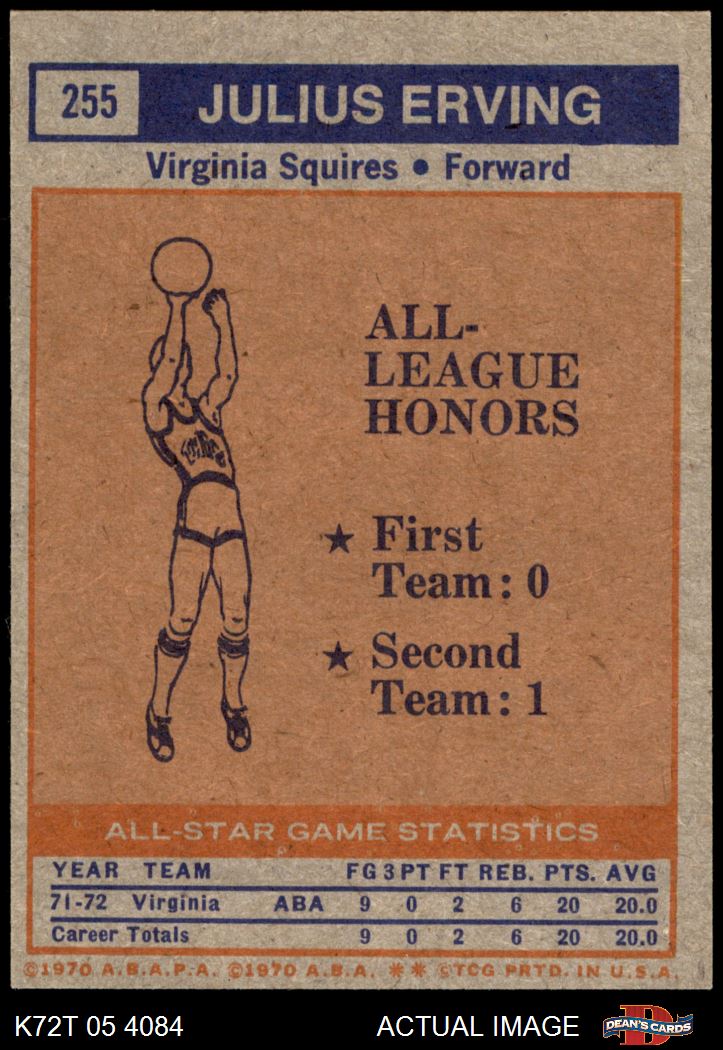 255 JULIUS ERVING
Virginia Squires • Forward
ALL-
LEAGUE
HONORS
★ First
Team: 0
★ Second
Team: 1
ALL-STAR GAME STATISTICS
YEAR TEAM FG 3PT FT REB. PTS. AVG
71-72 Virginia ABA 9 0 2 6 20 20.0
Career Totals 9 0 2 6 20 20.0
©1970 A.B.A.P.A. ©1970 A.B.A. ** ©TCG PRTD. IN U.S.A.
K72T 05 4084 ACTUAL IMAGE DEAN'S CARDS